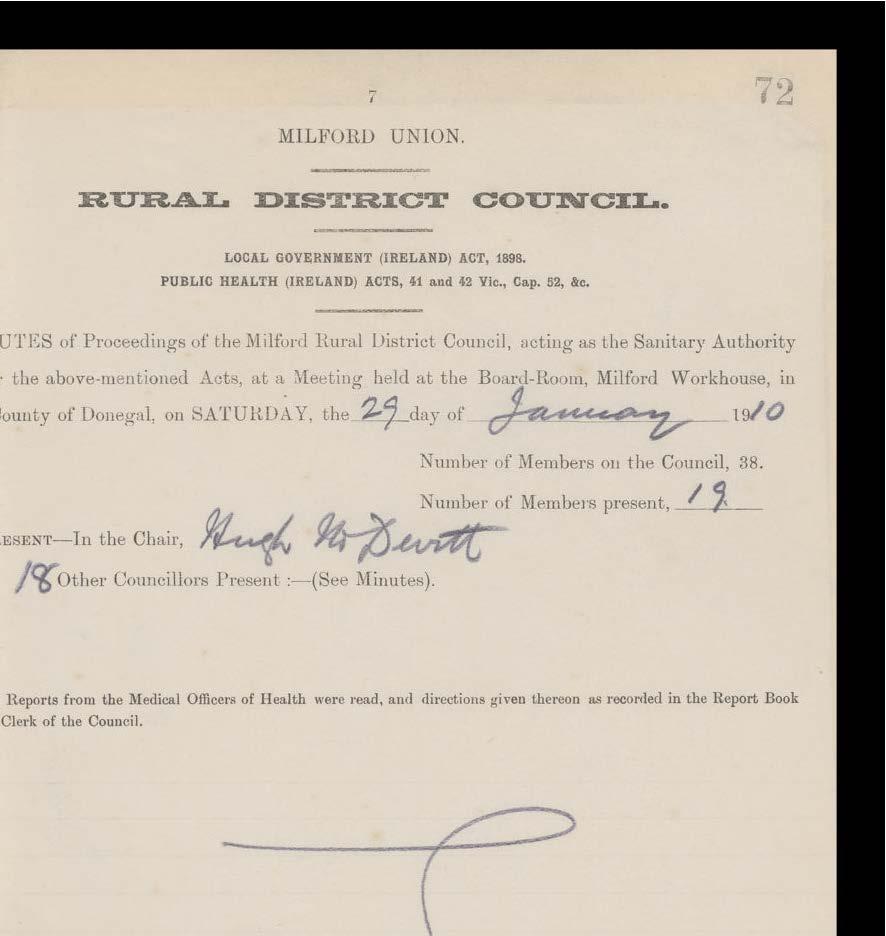 72
7
MILFORD UNION.
RURAL DISTRICT COUNCIL.
LOCAL GOVERNMENT (IRELAND) ACT, 1898.
PUBLIC HEALTH (IRELAND) ACTS, 41 and 42 Vic., Cap. 52, &c.
UTES of Proceedings of the Milford Rural District Council, acting as the Sanitary Authority
r the above-mentioned Acts, at a Meeting held at the Board-Room, Milford Workhouse, in
ounty of Donegal, on SATURDAY, the 29 day of January 1910
Number of Members on the Council, 38.
Number of Members present, 19
ESENT—In the Chair, Hugh McDevitt
18 Other Councillors Present :—(See Minutes).
Reports from the Medical Officers of Health were read, and directions given thereon as recorded in the Report Book
Clerk of the Council.